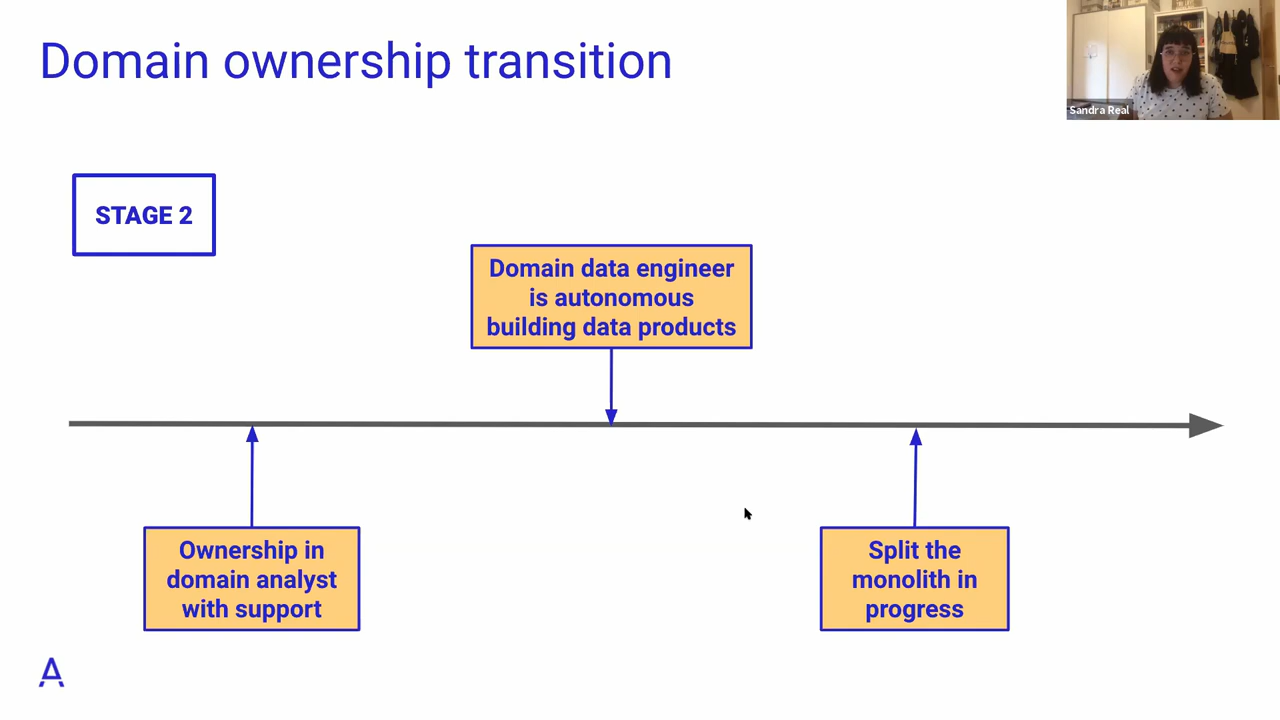 Domain ownership transition
Sandra Real
STAGE 2
Domain data engineer
is autonomous
building data products
Ownership in
domain analyst
with support
Split the
monolith in
progress